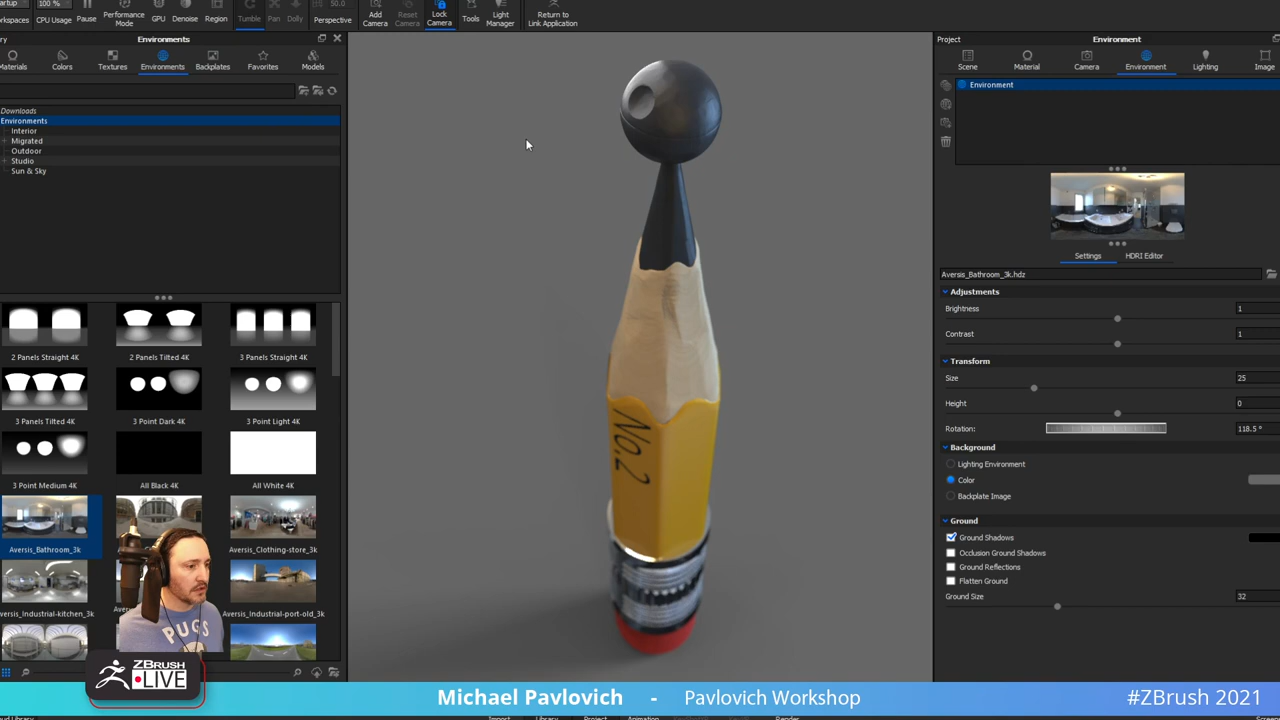 100 %
50.0
CPU Usage
Pause
Performance
Mode
GPU
Denoise
Region
Tumble
Pan
Dolly
Perspective
Add
Camera
Reset
Camera
Lock
Camera
Tools
Light
Manager
Return to
Link Application
Environments
Project
Environment
Colors
Textures
Environments
Backplates
Favorites
Models
Scene
Material
Camera
Environment
Lighting
Image
Downloads
Environments
Interior
Migrated
Outdoor
Studio
Sun & Sky
Environment
Settings
HDRI Editor
Aversis_Bathroom_3k.hdz
Adjustments
Brightness
1
Contrast
1
Transform
Size
25
Height
0
Rotation:
118.5 °
Background
Lighting Environment
Color
Backplate Image
Ground
Ground Shadows
Occlusion Ground Shadows
Ground Reflections
Flatten Ground
Ground Size
32
2 Panels Straight 4K
2 Panels Tilted 4K
3 Panels Straight 4K
3 Panels Tilted 4K
3 Point Dark 4K
3 Point Light 4K
3 Point Medium 4K
All Black 4K
All White 4K
Aversis_Bathroom_3k
Aversis_Clothing-store_3k
Aversis_Industrial-port-old_3k
No.2
PUGS
ZBRUSH
LIVE
Michael Pavlovich - Pavlovich Workshop #ZBrush 2021